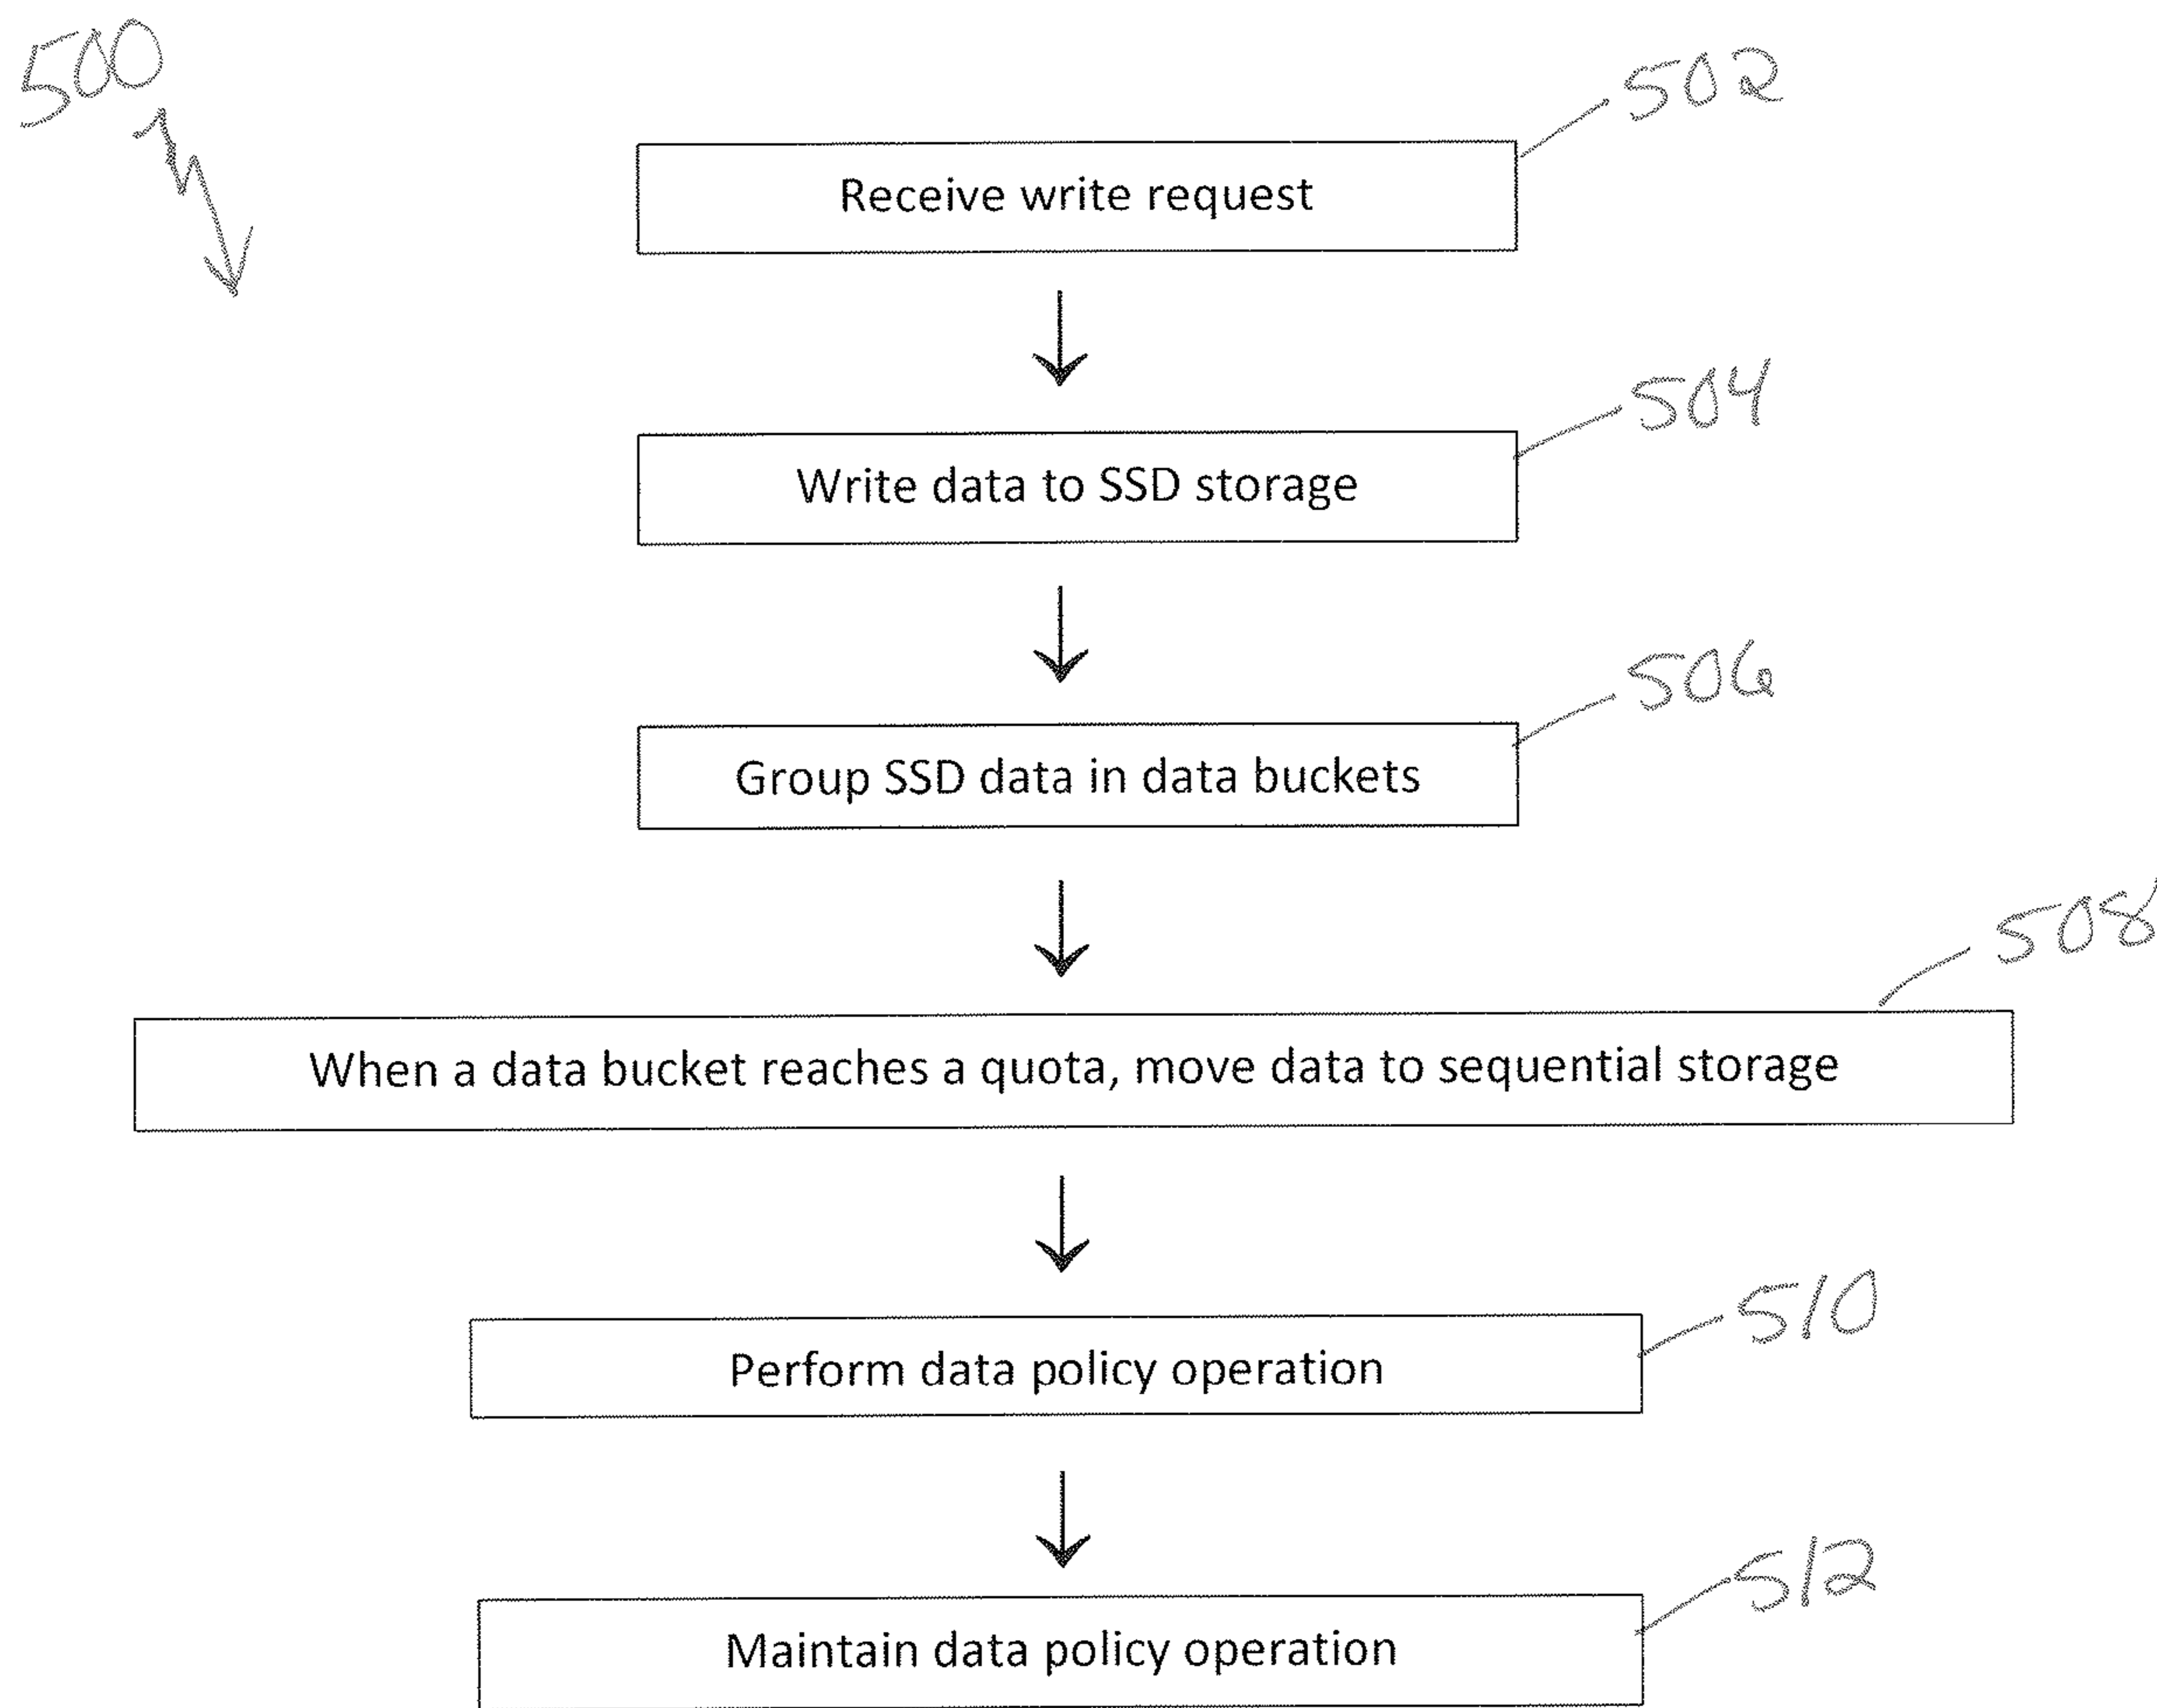 500
502
Receive write request
504
Write data to SSD storage
506
Group SSD data in data buckets
508
When a data bucket reaches a quota, move data to sequential storage
510
Perform data policy operation
512
Maintain data policy operation